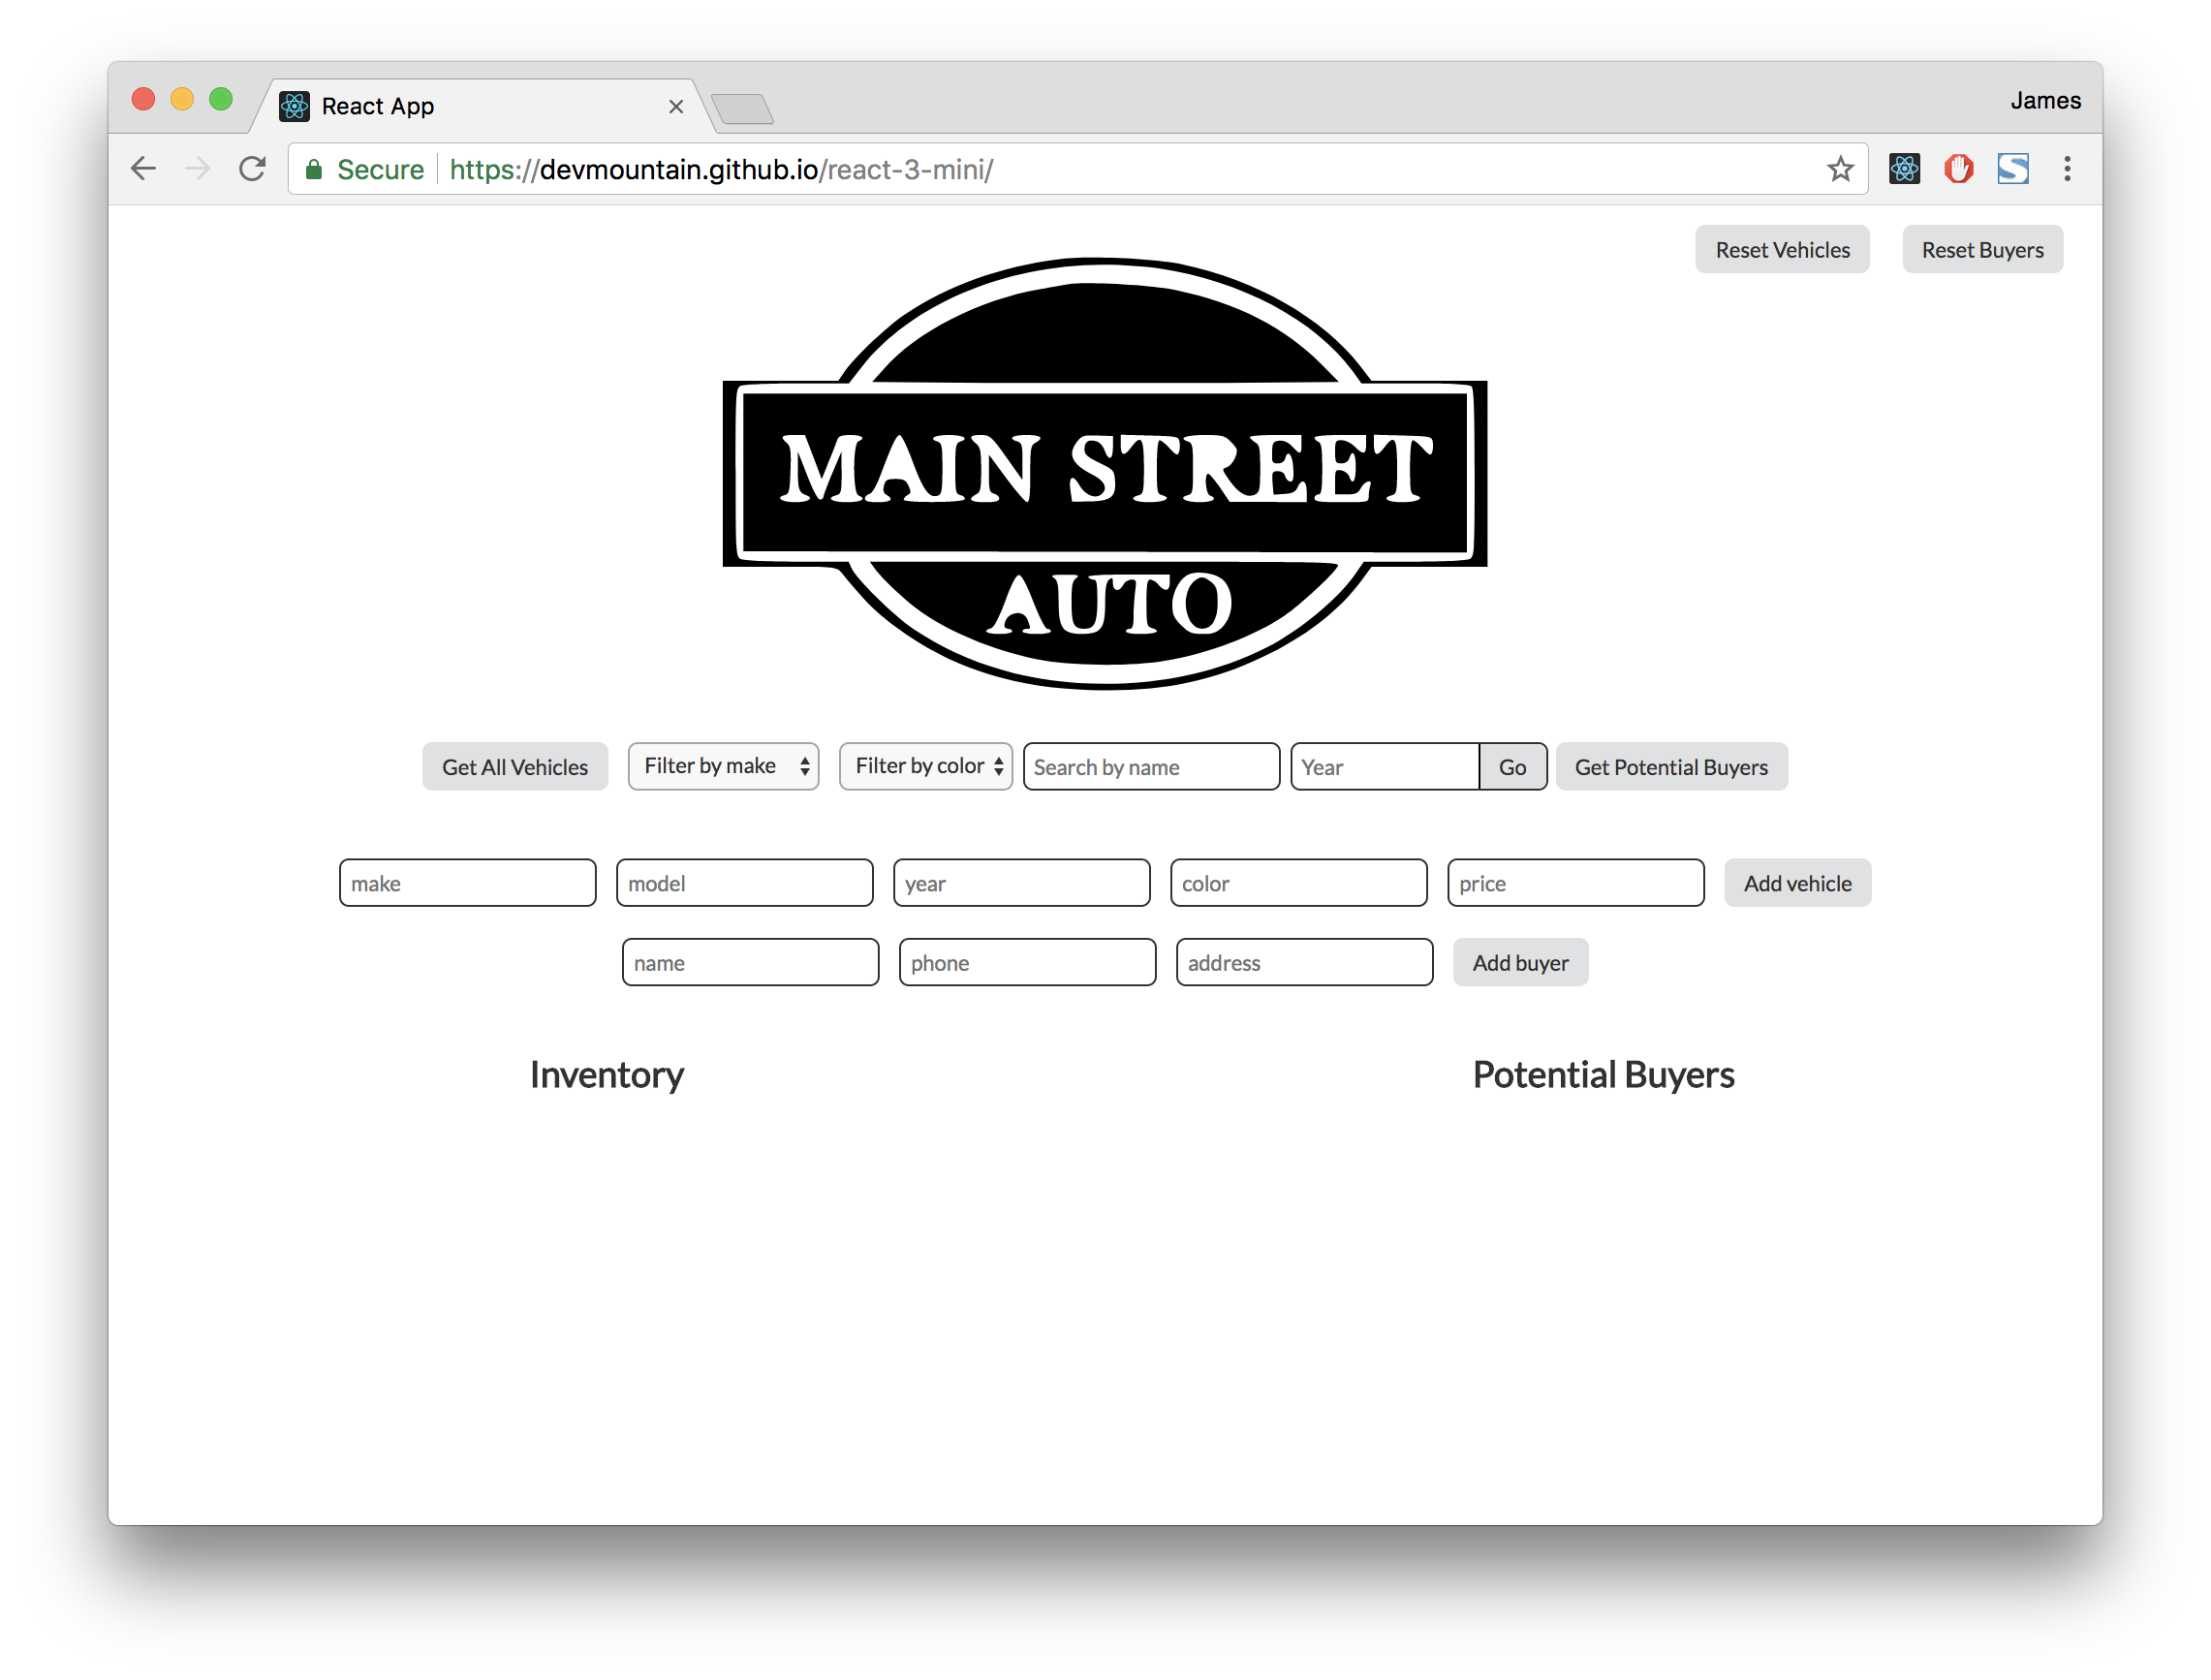 React App
James
Secure https://devmountain.github.io/react-3-mini/
Reset Vehicles Reset Buyers
MAIN STREET
AUTO
Get All Vehicles Filter by make Filter by color Search by name Year Go Get Potential Buyers
make model year color price Add vehicle
name phone address Add buyer
Inventory Potential Buyers